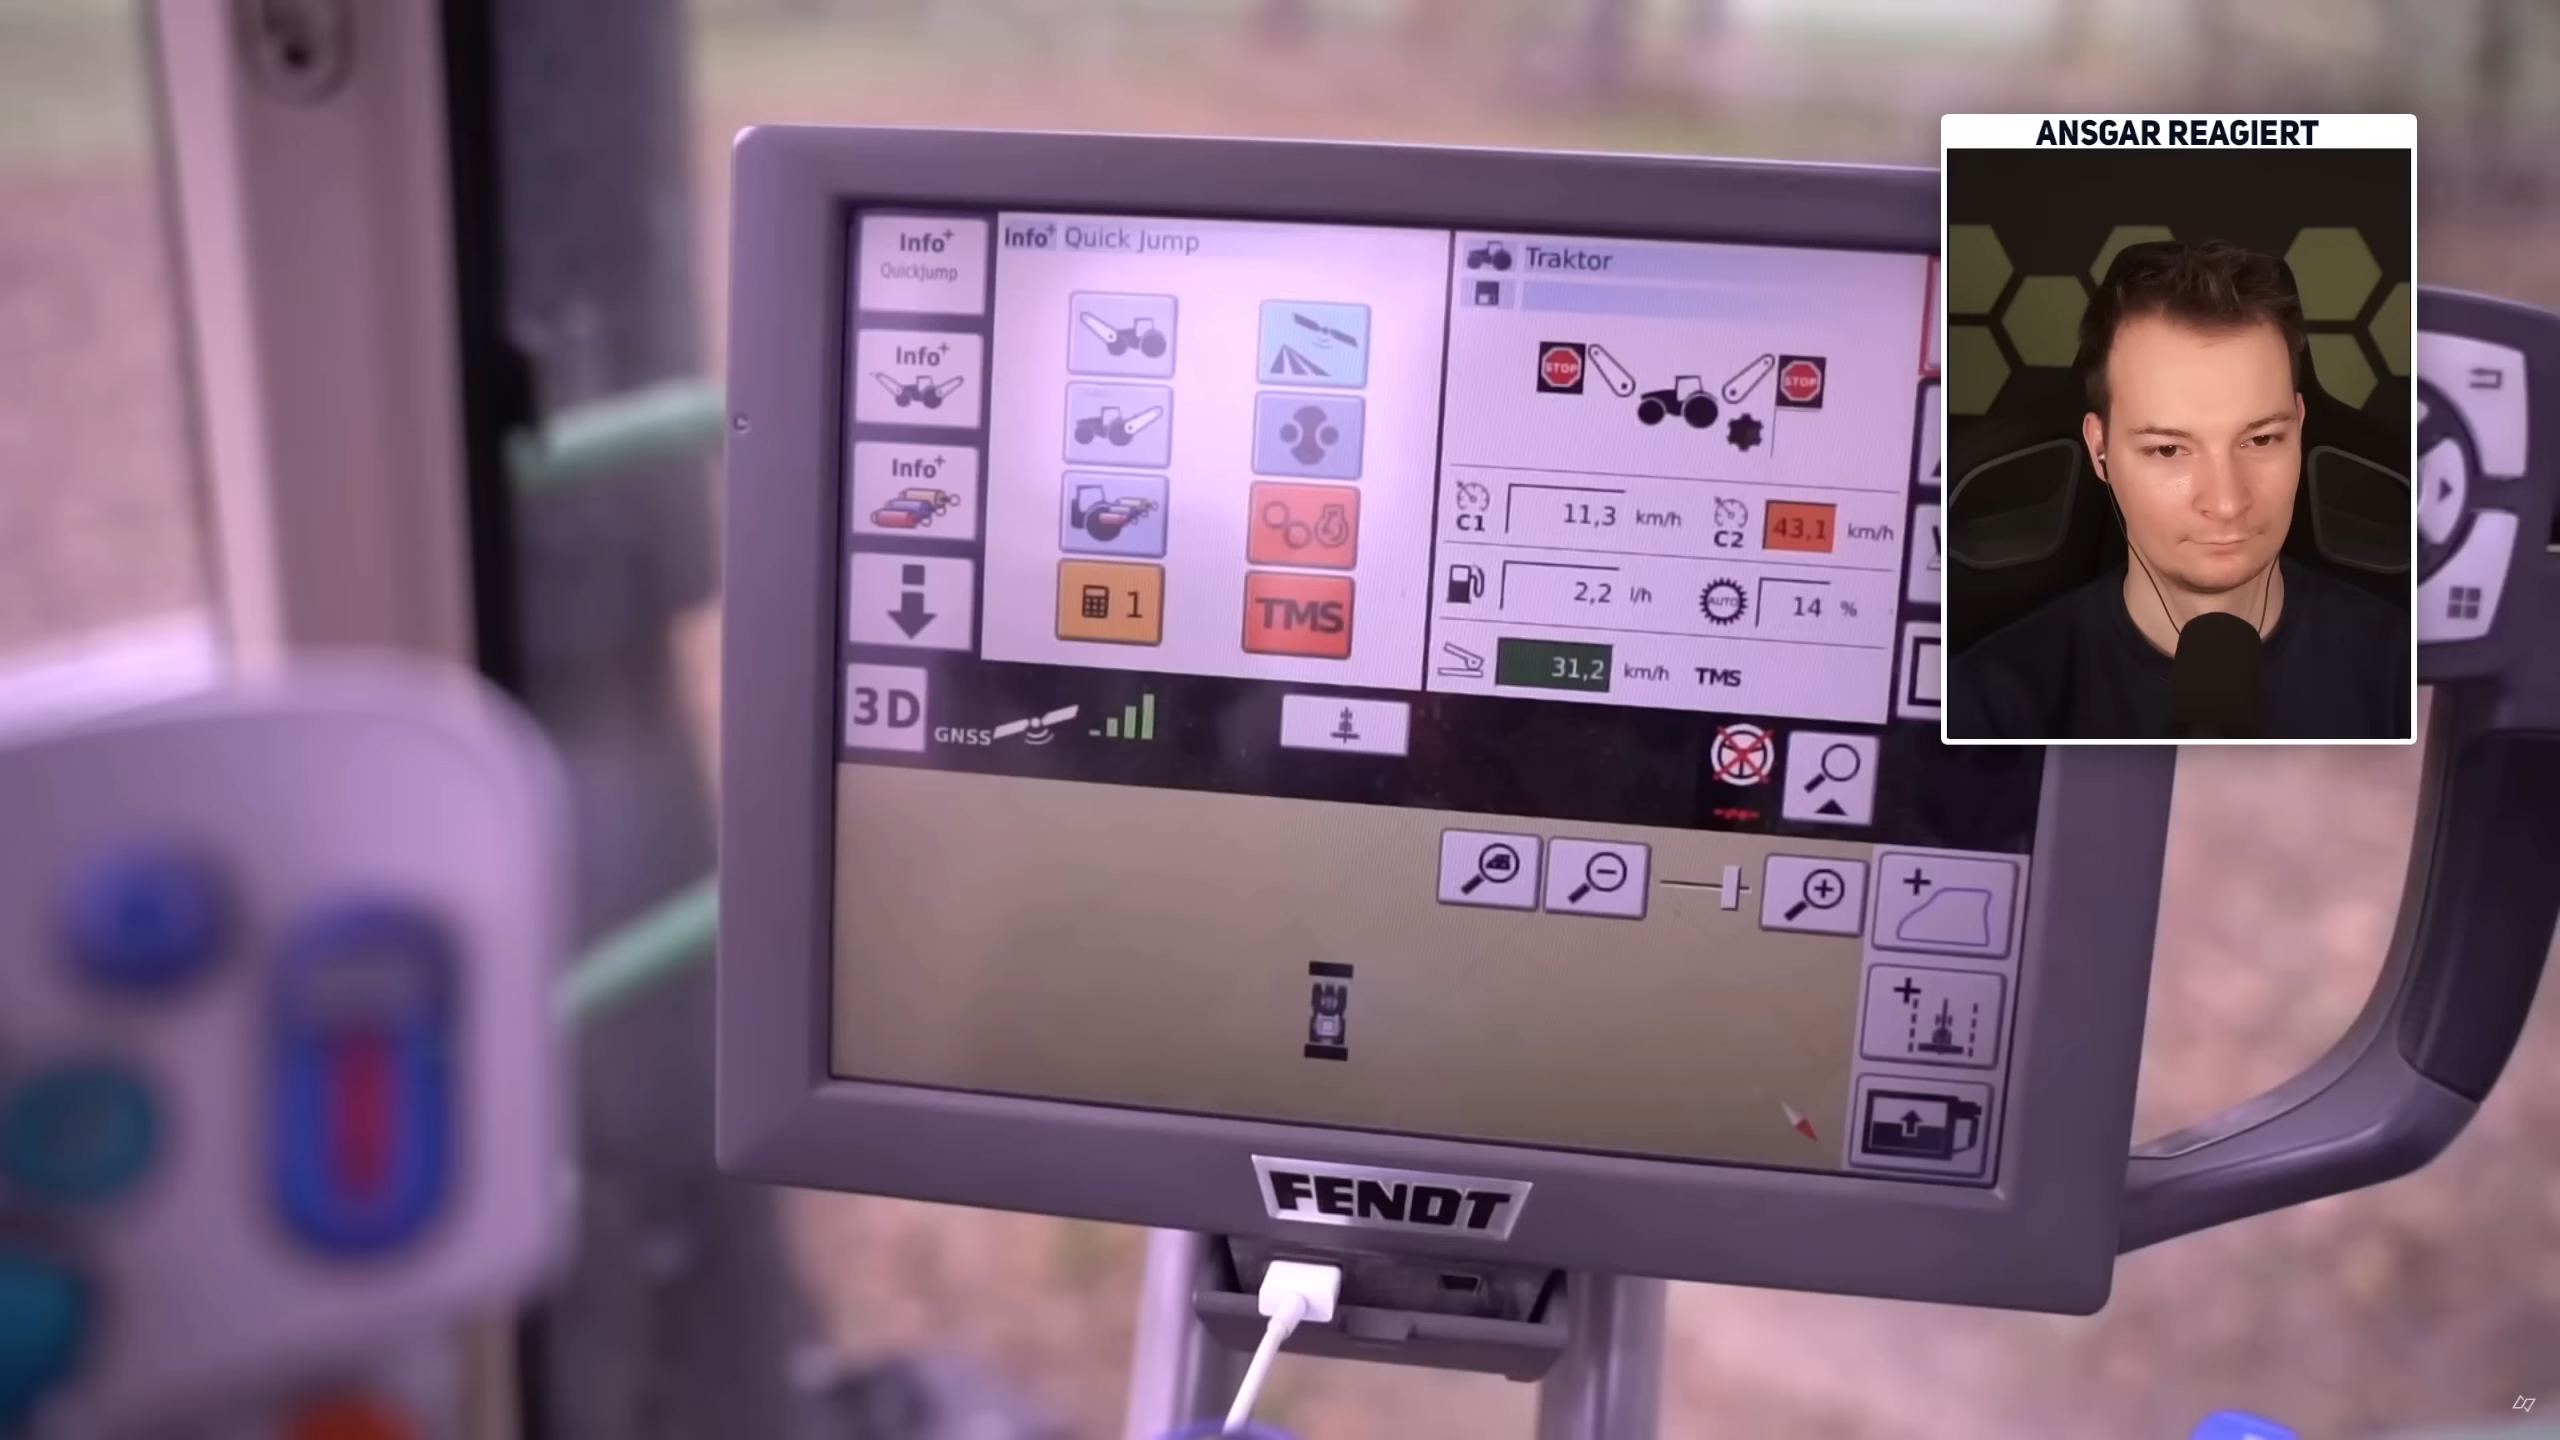 ANSGAR REAGIERT
Info+
Quickjump
Info+ Quick Jump
Traktor
Info+
STOP
STOP
Info+
C1 11,3 km/h
C2 43,1 km/h
2,2 l/h
AUTO 14 %
1
TMS
31,2 km/h TMS
3D
GNSS
FENDT